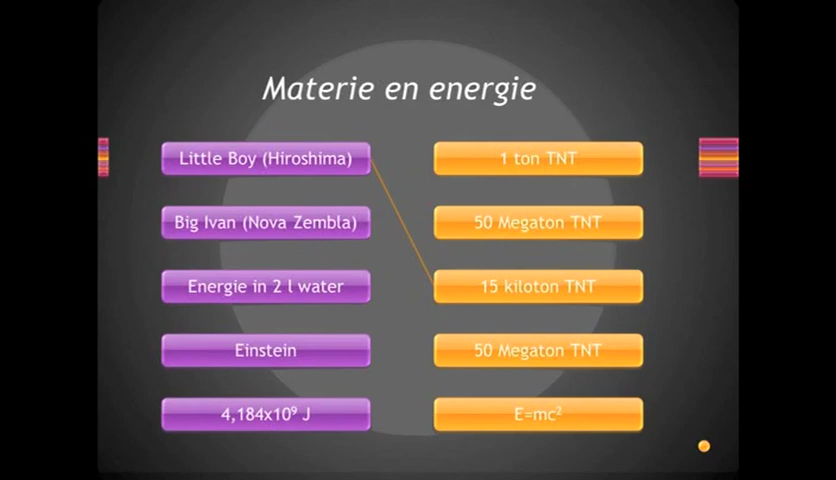 Materie en energie
Little Boy (Hiroshima)
1 ton TNT
Big Ivan (Nova Zembla)
50 Megaton TNT
Energie in 2 l water
15 kiloton TNT
Einstein
50 Megaton TNT
4,184x10⁹ J
E=mc²